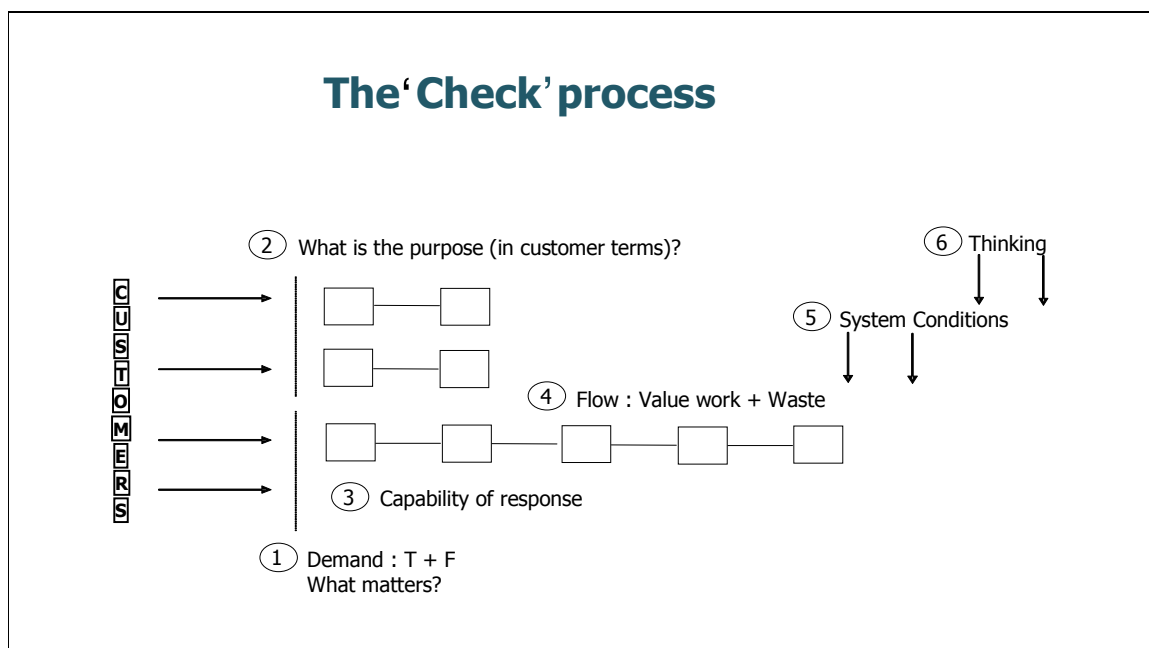 The ‘Check’ process
2 What is the purpose (in customer terms)?
6 Thinking
CUSTOMERS
5 System Conditions
4 Flow : Value work + Waste
3 Capability of response
1 Demand : T + F
What matters?